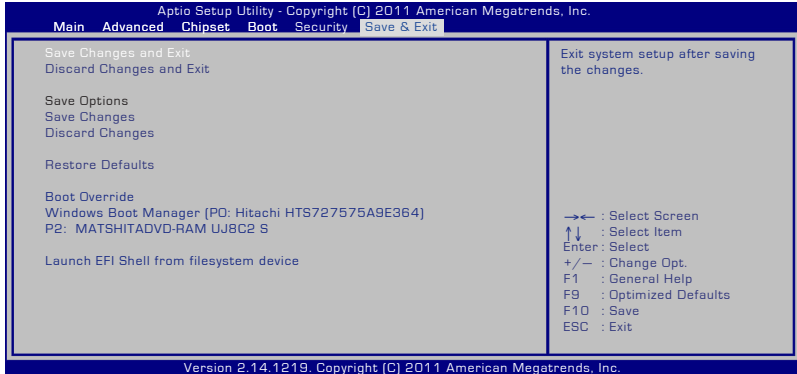 Aptio Setup Utility - Copyright (C) 2011 American Megatrends, Inc.
Main Advanced Chipset Boot Security Save & Exit
Save Changes and Exit
Discard Changes and Exit
Save Options
Save Changes
Discard Changes
Restore Defaults
Boot Override
Windows Boot Manager (PO: Hitachi HTS727575A9E364)
P2: MATSHITADVD-RAM UJ8C2 S
Launch EFI Shell from filesystem device
Exit system setup after saving
the changes.
→← : Select Screen
↑↓ : Select Item
Enter : Select
+/— : Change Opt.
F1 : General Help
F9 : Optimized Defaults
F10 : Save
ESC : Exit
Version 2.14.1219. Copyright (C) 2011 American Megatrends, Inc.